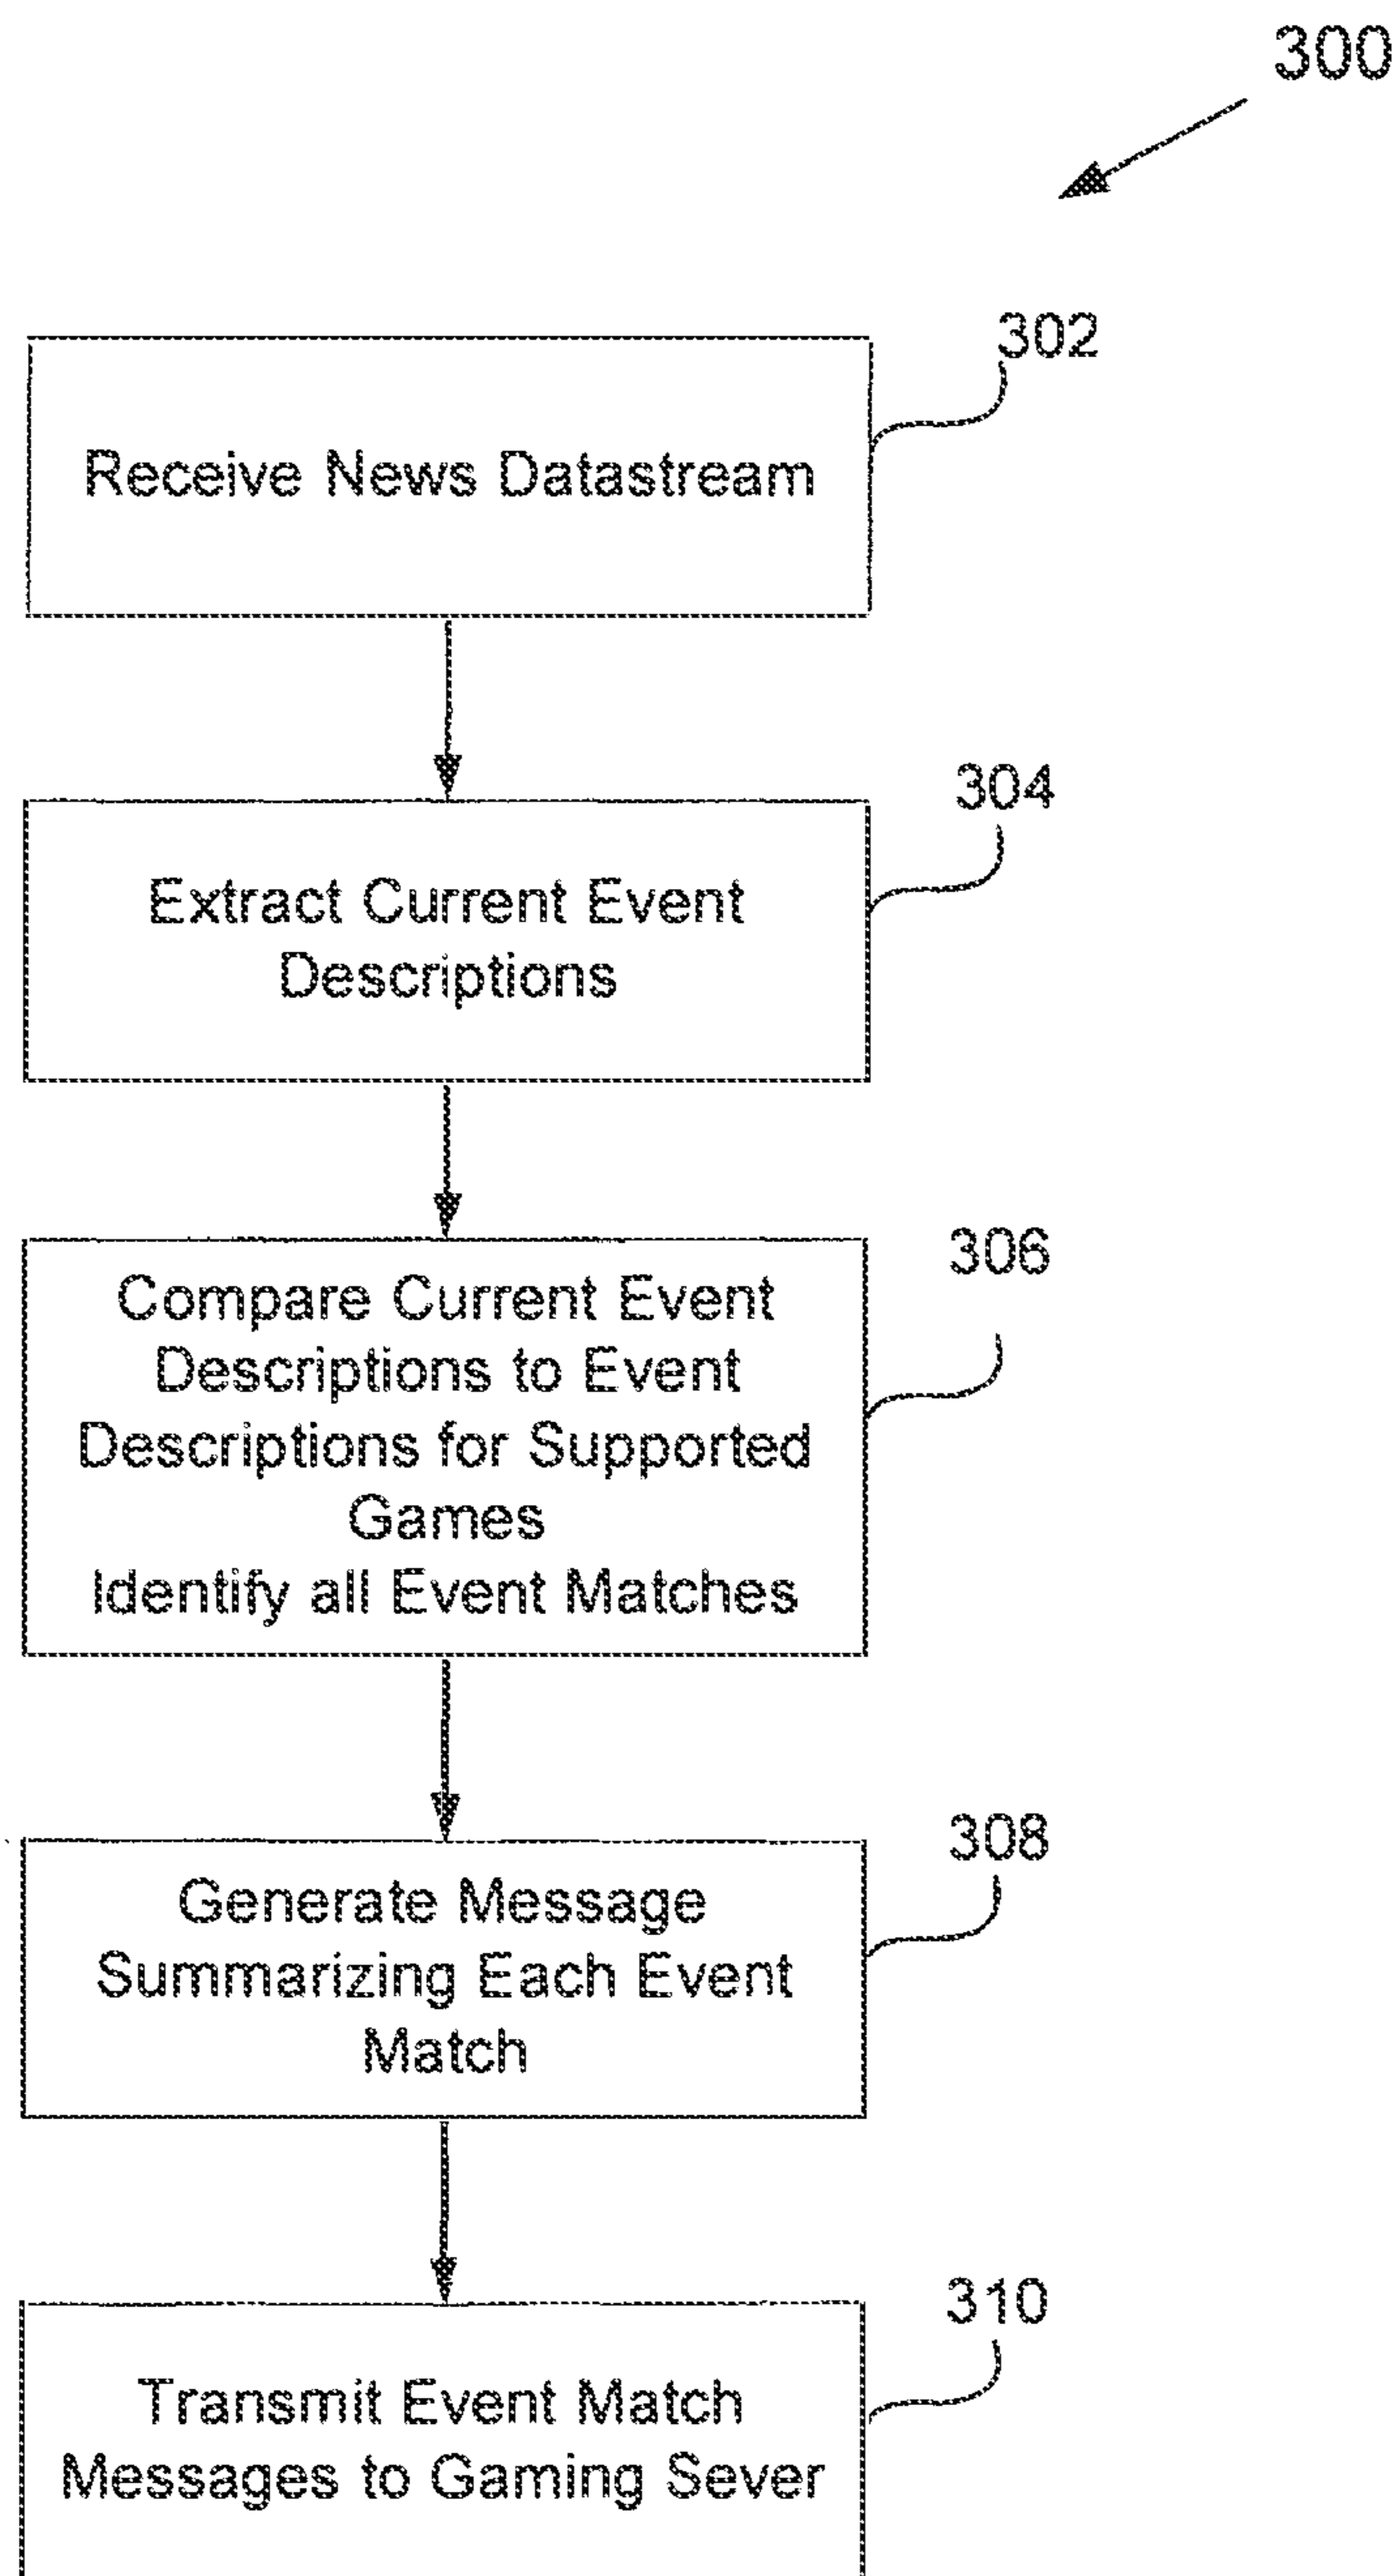 300
302
Receive News Datastream
304
Extract Current Event
Descriptions
306
Compare Current Event
Descriptions to Event
Descriptions for Supported
Games
Identify all Event Matches
308
Generate Message
Summarizing Each Event
Match
310
Transmit Event Match
Messages to Gaming Sever